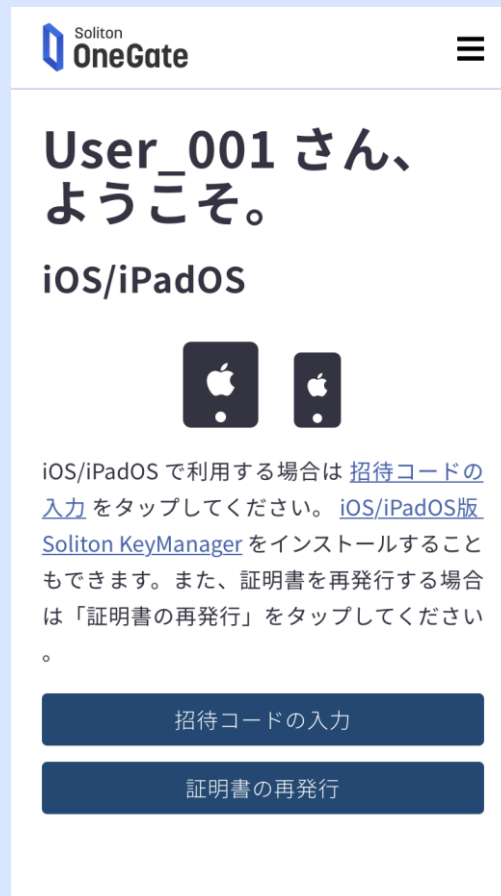 Soliton
OneGate
User_001 さん、
ようこそ。
iOS/iPadOS
iOS/iPadOS で利用する場合は 招待コードの
入力 をタップしてください。 iOS/iPadOS版
Soliton KeyManager をインストールすること
もできます。また、証明書を再発行する場合
は「証明書の再発行」をタップしてください
。
招待コードの入力
証明書の再発行